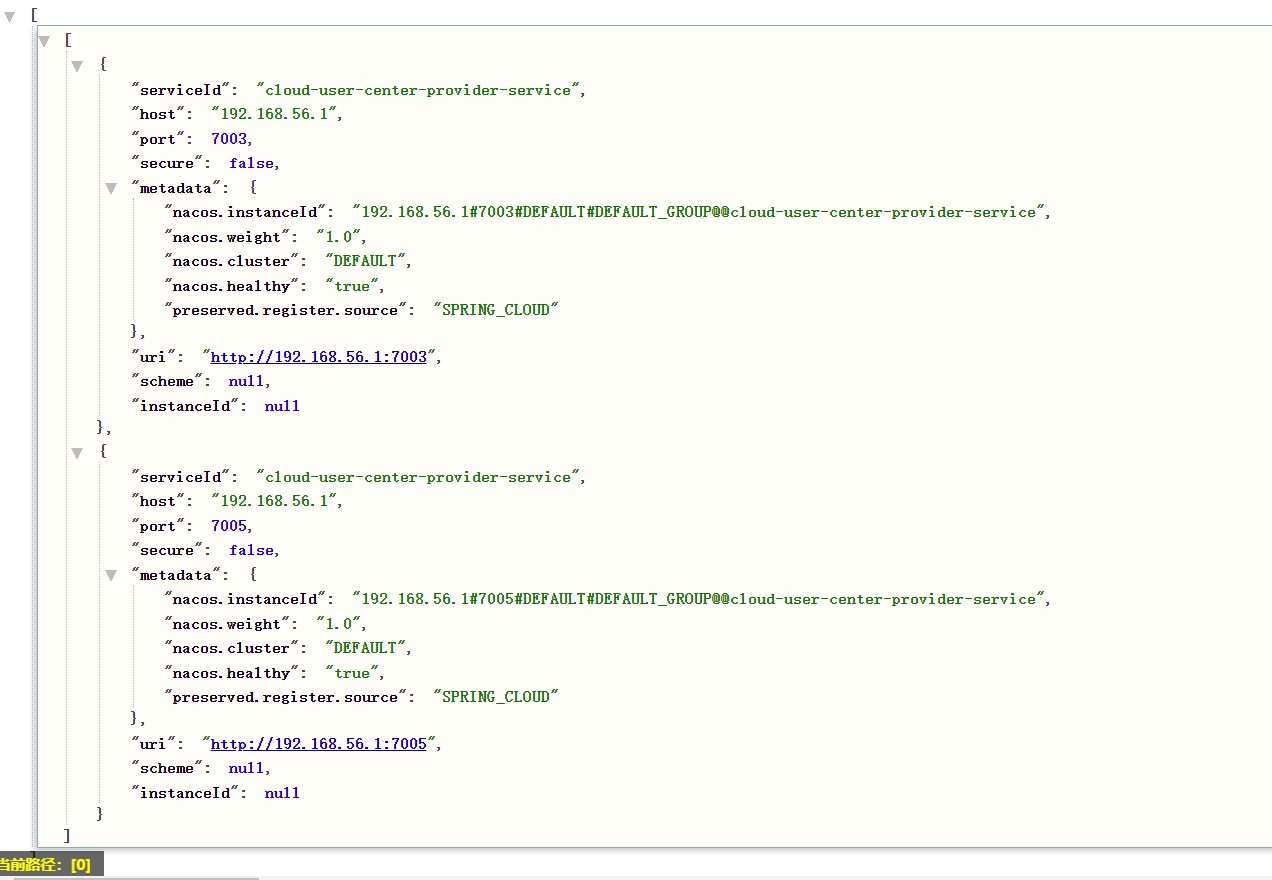 [
[
{
"serviceId": "cloud-user-center-provider-service",
"host": "192.168.56.1",
"port": 7003,
"secure": false,
"metadata": {
"nacos.instanceId": "192.168.56.1#7003#DEFAULT#DEFAULT_GROUP@@cloud-user-center-provider-service",
"nacos.weight": "1.0",
"nacos.cluster": "DEFAULT",
"nacos.healthy": "true",
"preserved.register.source": "SPRING_CLOUD"
},
"uri": "http://192.168.56.1:7003",
"scheme": null,
"instanceId": null
},
{
"serviceId": "cloud-user-center-provider-service",
"host": "192.168.56.1",
"port": 7005,
"secure": false,
"metadata": {
"nacos.instanceId": "192.168.56.1#7005#DEFAULT#DEFAULT_GROUP@@cloud-user-center-provider-service",
"nacos.weight": "1.0",
"nacos.cluster": "DEFAULT",
"nacos.healthy": "true",
"preserved.register.source": "SPRING_CLOUD"
},
"uri": "http://192.168.56.1:7005",
"scheme": null,
"instanceId": null
}
]
当前路径: [0]